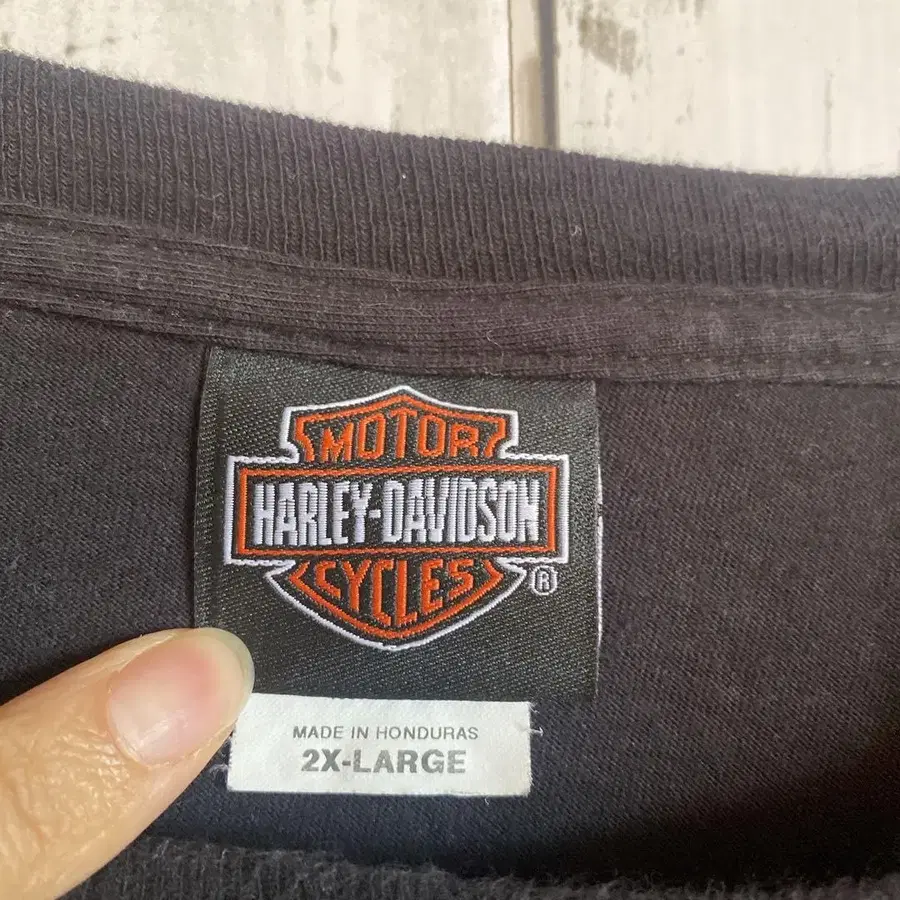 MOTOR
HARLEY-DAVIDSON
CYCLES
®
MADE IN HONDURAS
2X-LARGE